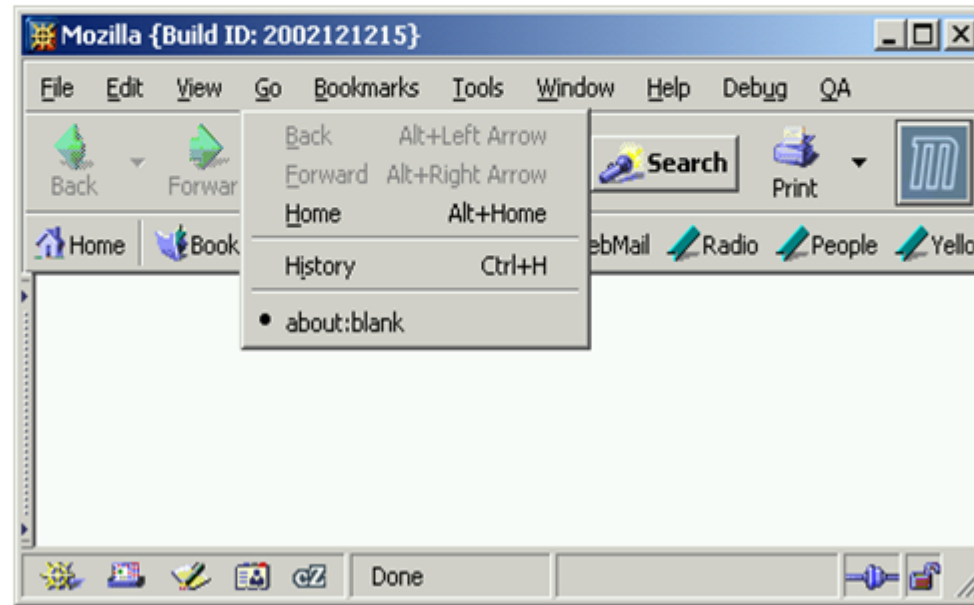 Mozilla {Build ID: 2002121215}
File Edit View Go Bookmarks Tools Window Help Debug QA
Back Forwar Search Print
Back Alt+Left Arrow
Forward Alt+Right Arrow
Home Alt+Home
History Ctrl+H
about:blank
Home Book ebMail Radio People Yello
Done